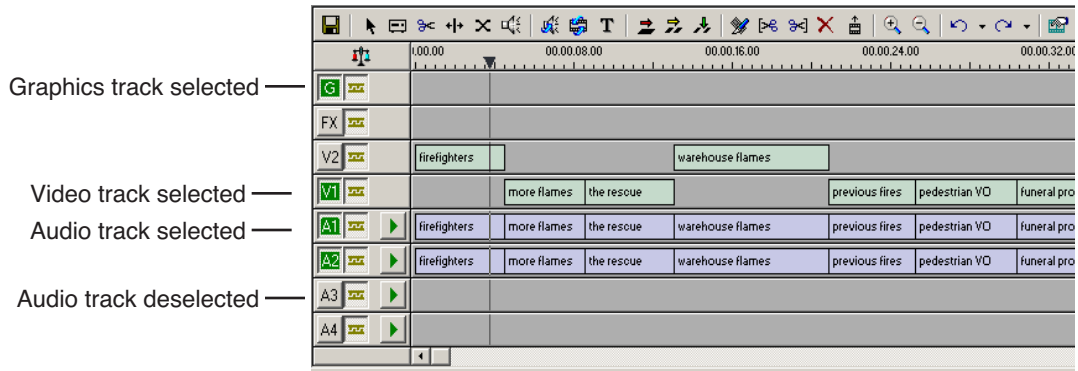 T
1.00.00 00.00.08.00 00.00.16.00 00.00.24.00 00.00.32.00
Graphics track selected
G
FX
V2 firefighters warehouse flames
Video track selected
V1 more flames the rescue previous fires pedestrian VO funeral pro
Audio track selected
A1 firefighters more flames the rescue warehouse flames previous fires pedestrian VO funeral pro
A2 firefighters more flames the rescue warehouse flames previous fires pedestrian VO funeral pro
Audio track deselected
A3
A4